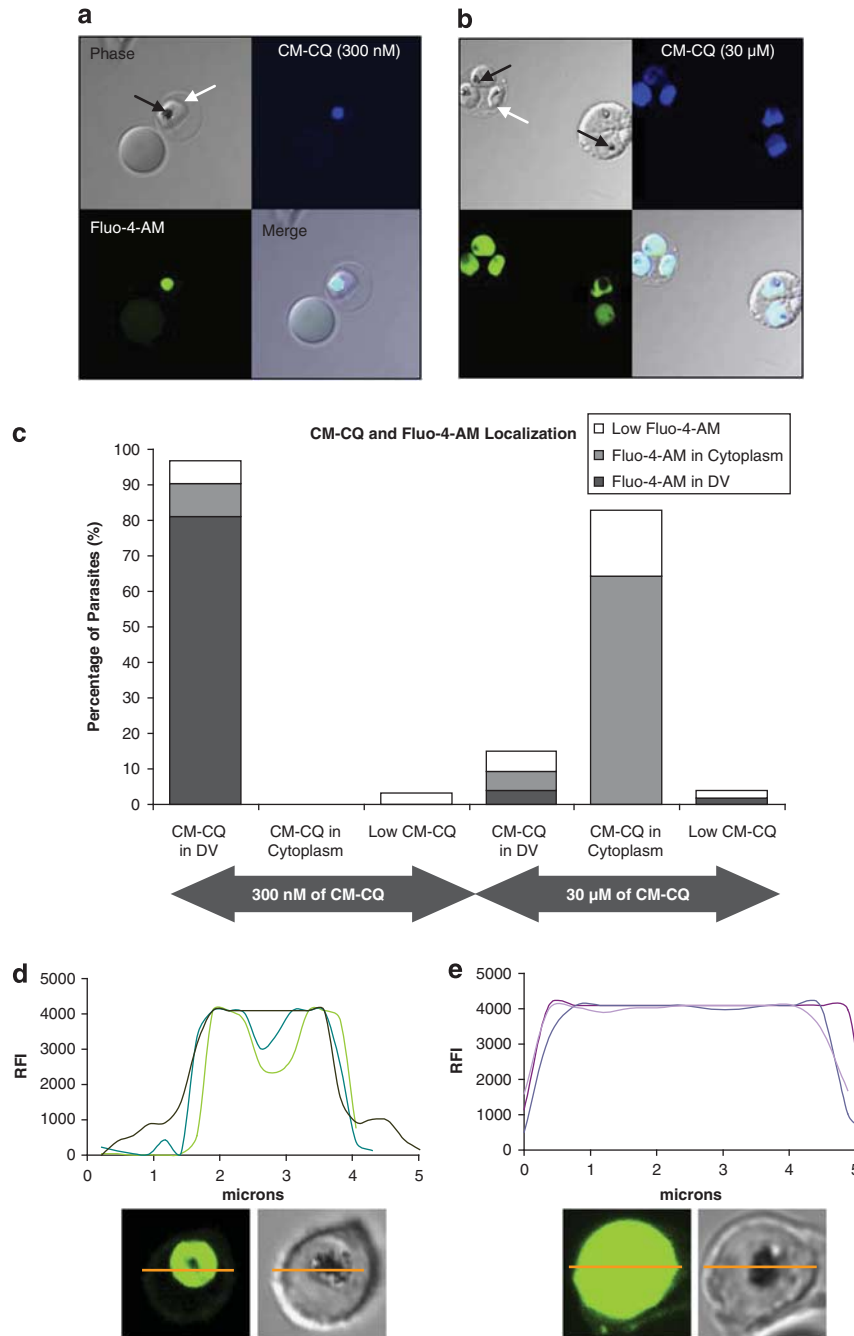 a
Phase
CM-CQ (300 nM)
Fluo-4-AM
Merge
b
CM-CQ (30 µM)
c
CM-CQ and Fluo-4-AM Localization
Low Fluo-4-AM
Fluo-4-AM in Cytoplasm
Fluo-4-AM in DV
Percentage of Parasites (%)
100
90
80
70
60
50
40
30
20
10
0
CM-CQ in DV
CM-CQ in Cytoplasm
Low CM-CQ
CM-CQ in DV
CM-CQ in Cytoplasm
Low CM-CQ
300 nM of CM-CQ
30 µM of CM-CQ
d
RFI
5000
4000
3000
2000
1000
0
0 1 2 3 4 5
microns
e
RFI
5000
4000
3000
2000
1000
0
0 1 2 3 4 5
microns